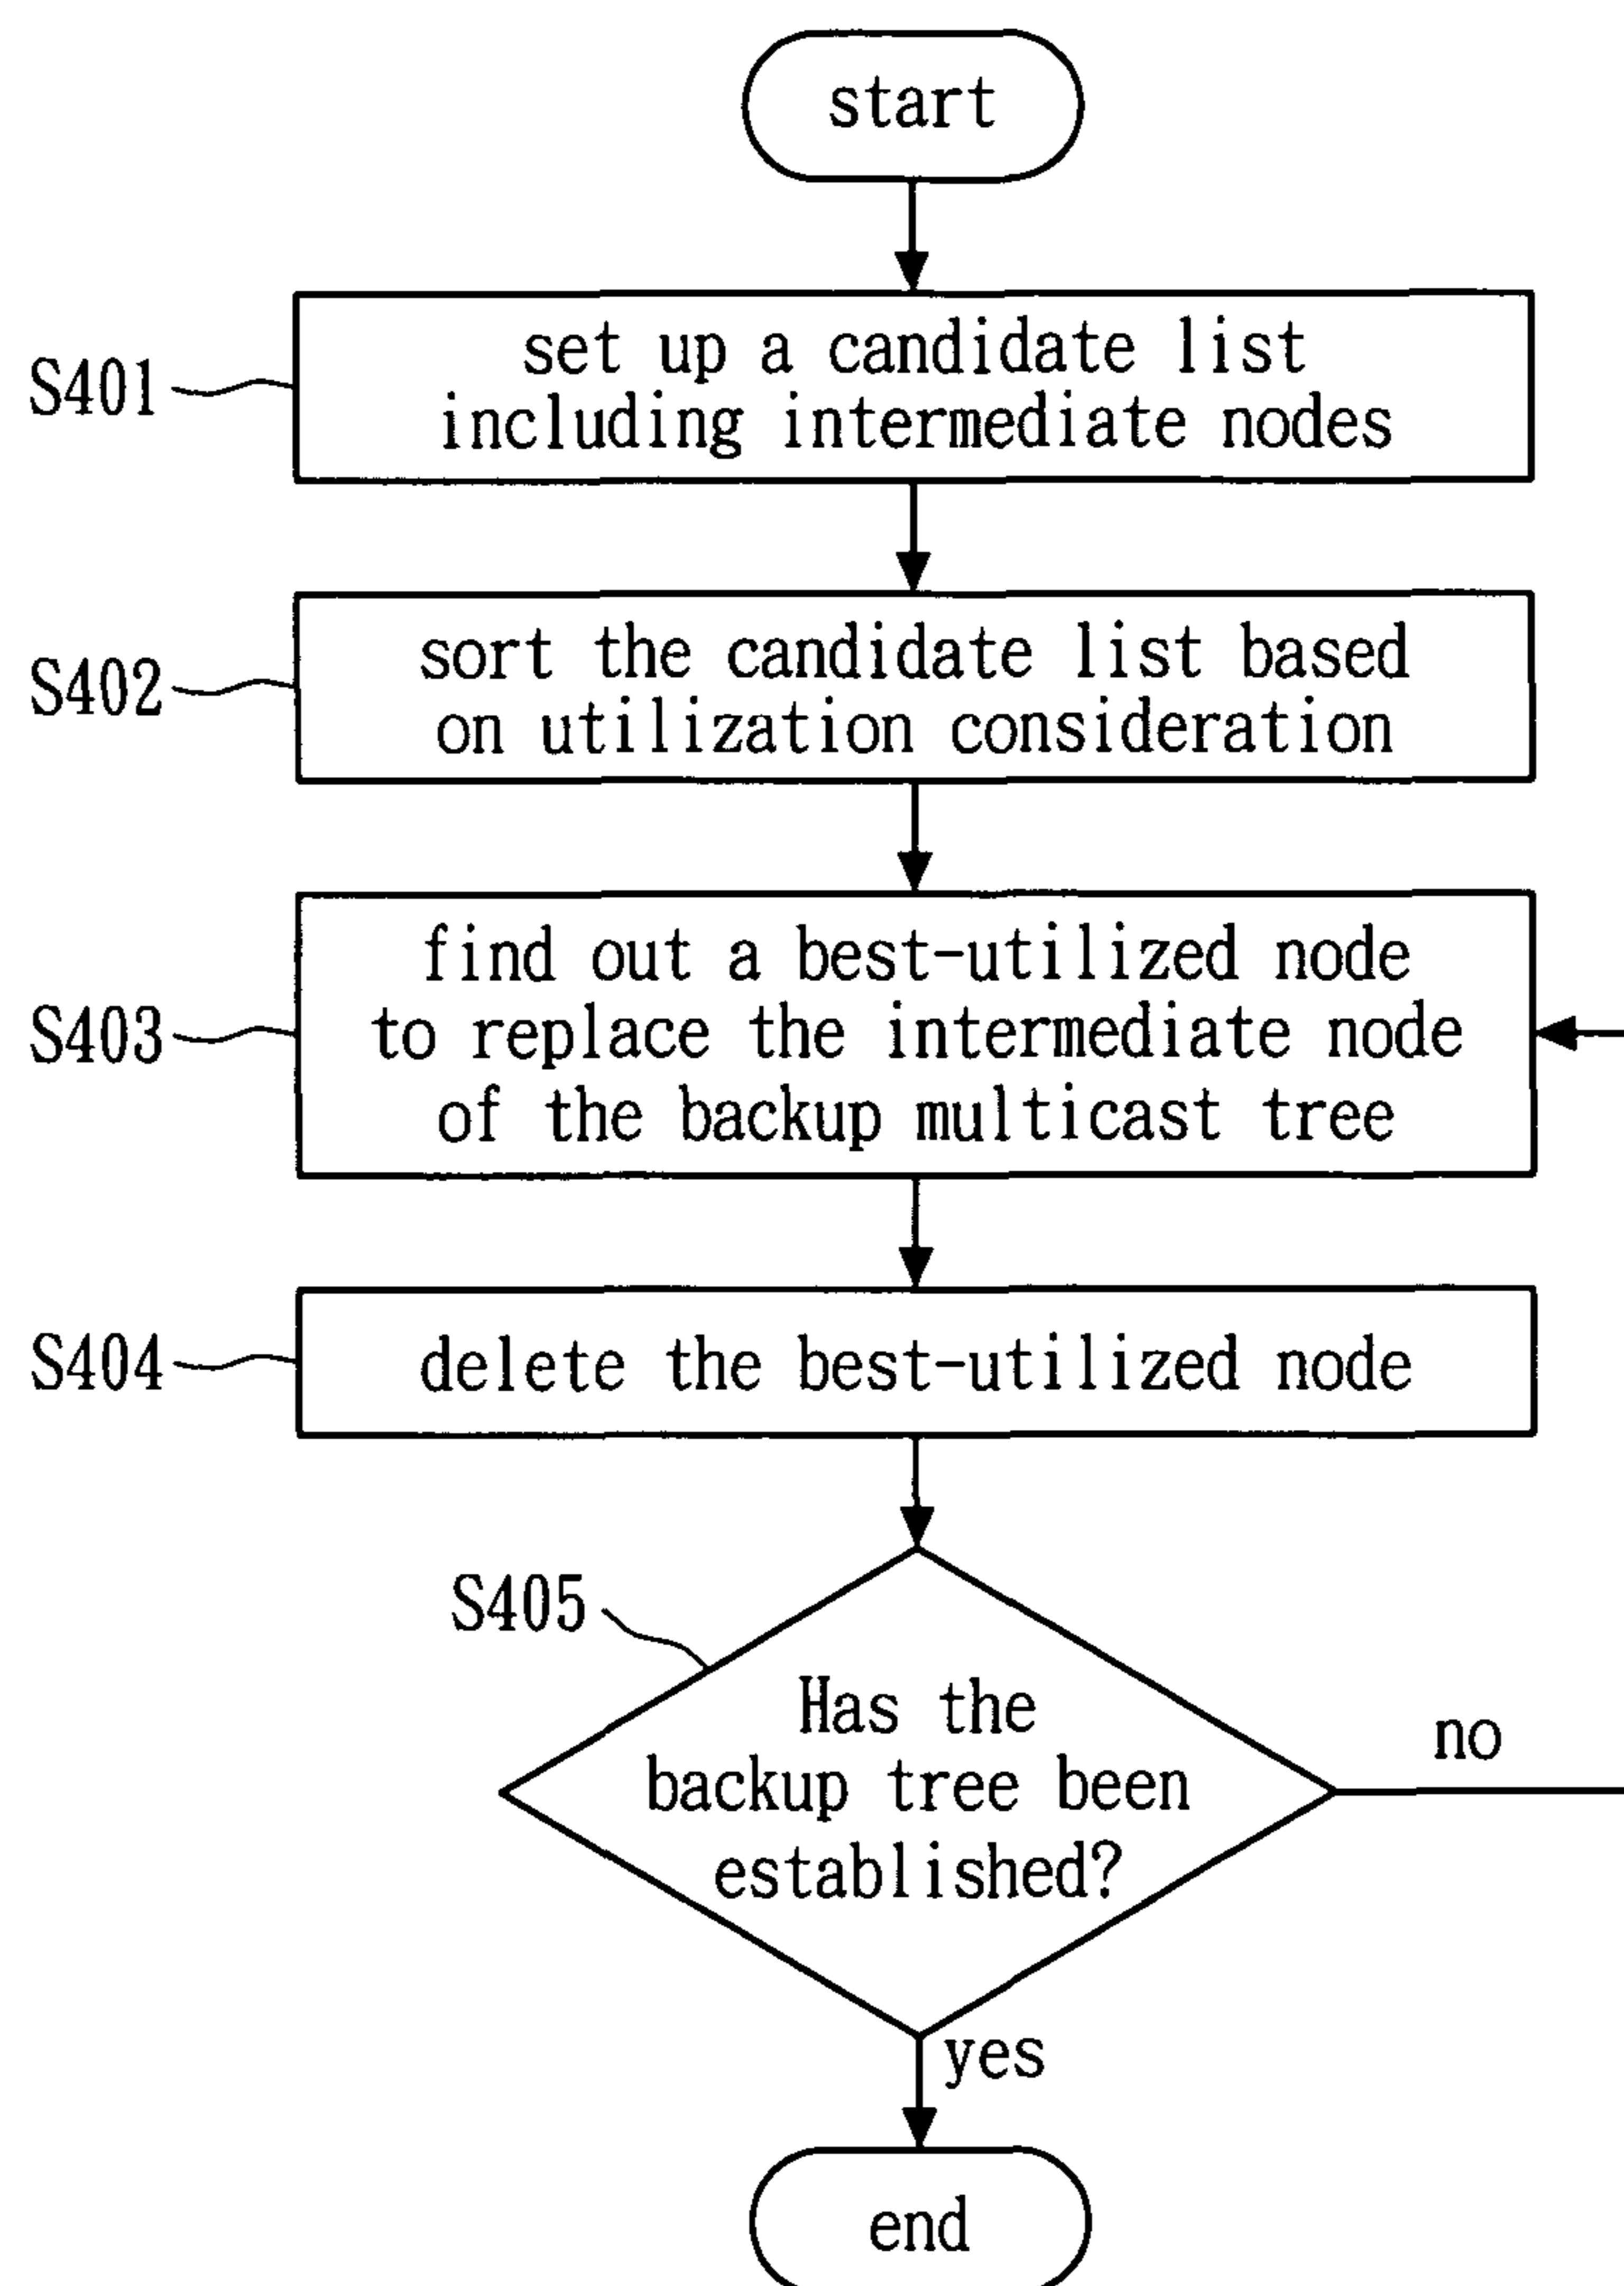 start
S401
set up a candidate list
including intermediate nodes
S402
sort the candidate list based
on utilization consideration
S403
find out a best-utilized node
to replace the intermediate node
of the backup multicast tree
S404
delete the best-utilized node
S405
Has the
backup tree been
established?
no
yes
end